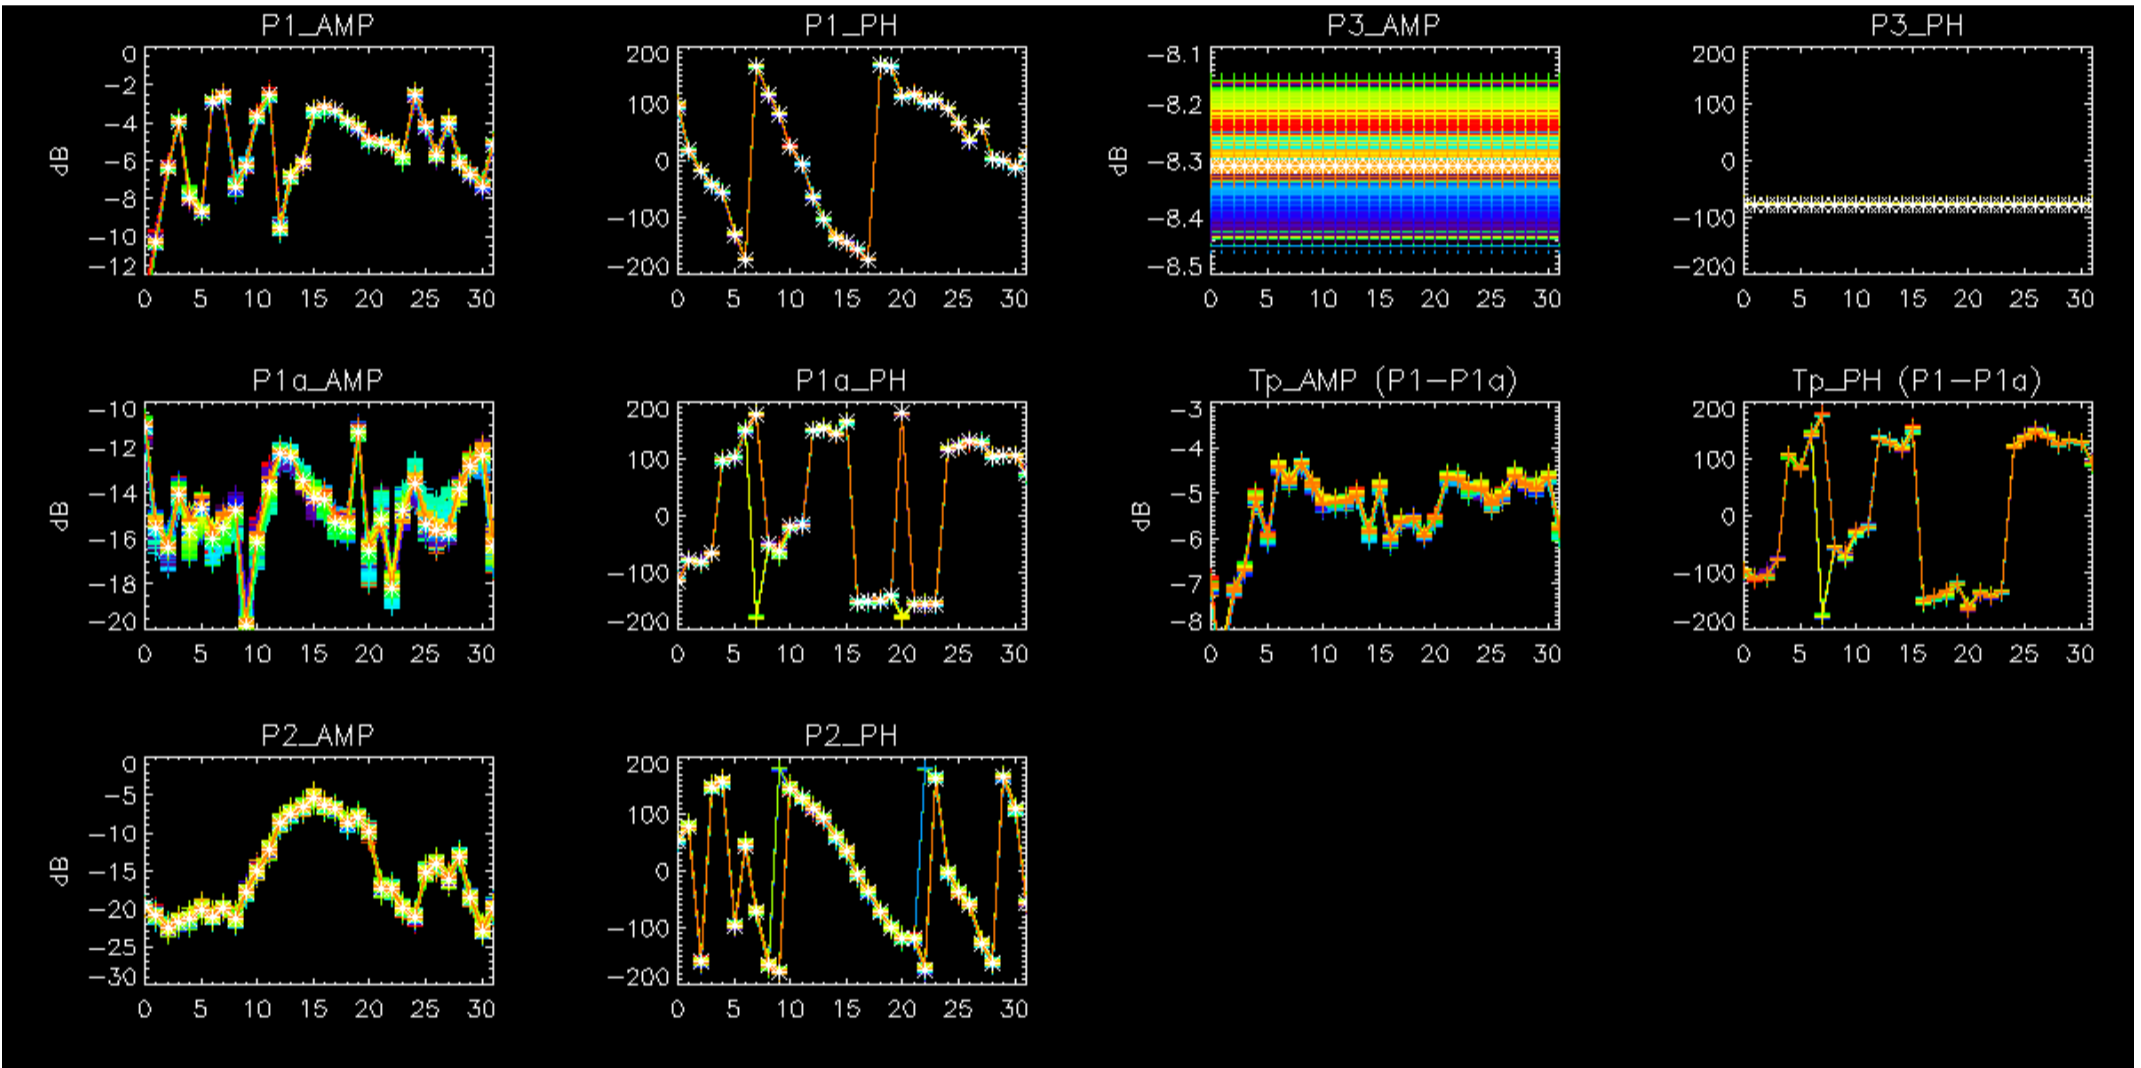 P1_AMP
P1_PH
P3_AMP
P3_PH
0
−2
−4
−6
−8
−10
−12
dB
0 5 10 15 20 25 30
200
100
0
−100
−200
0 5 10 15 20 25 30
−8.1
−8.2
−8.3
−8.4
−8.5
dB
0 5 10 15 20 25 30
200
100
0
−100
−200
0 5 10 15 20 25 30
P1a_AMP
P1a_PH
Tp_AMP (P1−P1a)
Tp_PH (P1−P1a)
−10
−12
−14
−16
−18
−20
dB
0 5 10 15 20 25 30
200
100
0
−100
−200
0 5 10 15 20 25 30
−3
−4
−5
−6
−7
−8
dB
0 5 10 15 20 25 30
200
100
0
−100
−200
0 5 10 15 20 25 30
P2_AMP
P2_PH
0
−5
−10
−15
−20
−25
−30
dB
0 5 10 15 20 25 30
200
100
0
−100
−200
0 5 10 15 20 25 30